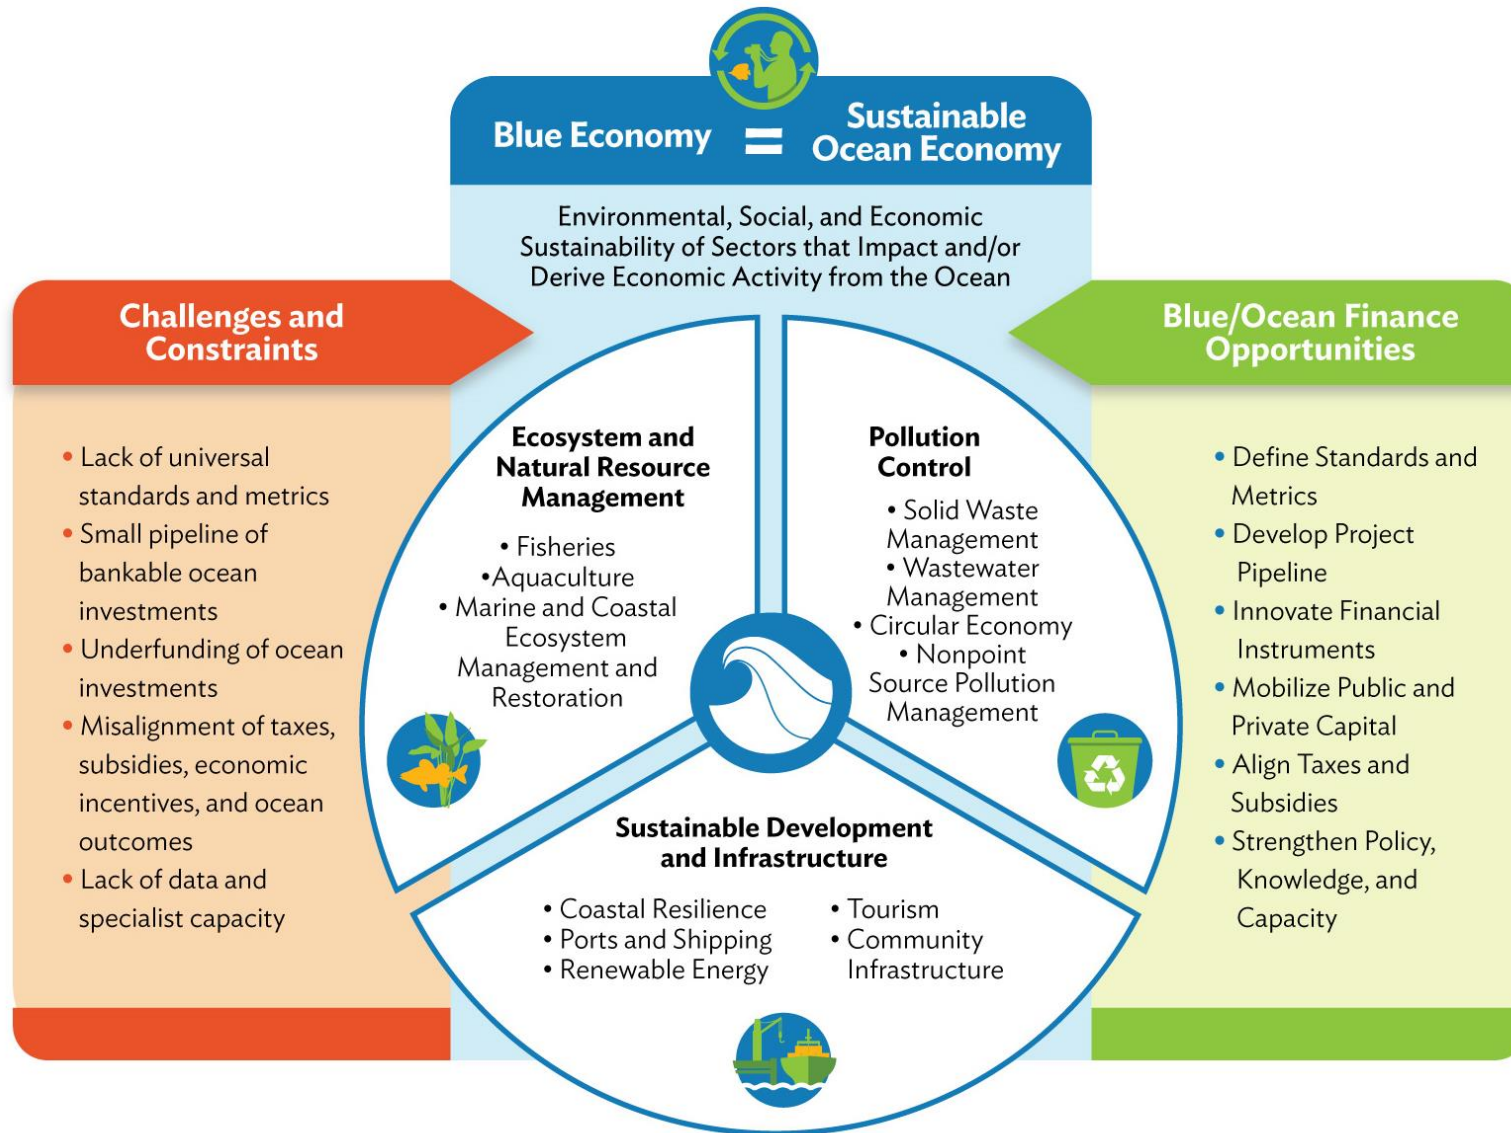 Blue Economy = Sustainable
Ocean Economy
Environmental, Social, and Economic
Sustainability of Sectors that Impact and/or
Derive Economic Activity from the Ocean
Challenges and
Constraints
• Lack of universal
standards and metrics
• Small pipeline of
bankable ocean
investments
• Underfunding of ocean
investments
• Misalignment of taxes,
subsidies, economic
incentives, and ocean
outcomes
• Lack of data and
specialist capacity
Ecosystem and
Natural Resource
Management
• Fisheries
•Aquaculture
• Marine and Coastal
Ecosystem
Management and
Restoration
Pollution
Control
• Solid Waste
Management
• Wastewater
Management
• Circular Economy
• Nonpoint
Source Pollution
Management
Sustainable Development
and Infrastructure
• Coastal Resilience
• Ports and Shipping
• Renewable Energy
• Tourism
• Community
Infrastructure
Blue/Ocean Finance
Opportunities
• Define Standards and
Metrics
• Develop Project
Pipeline
• Innovate Financial
Instruments
• Mobilize Public and
Private Capital
• Align Taxes and
Subsidies
• Strengthen Policy,
Knowledge, and
Capacity